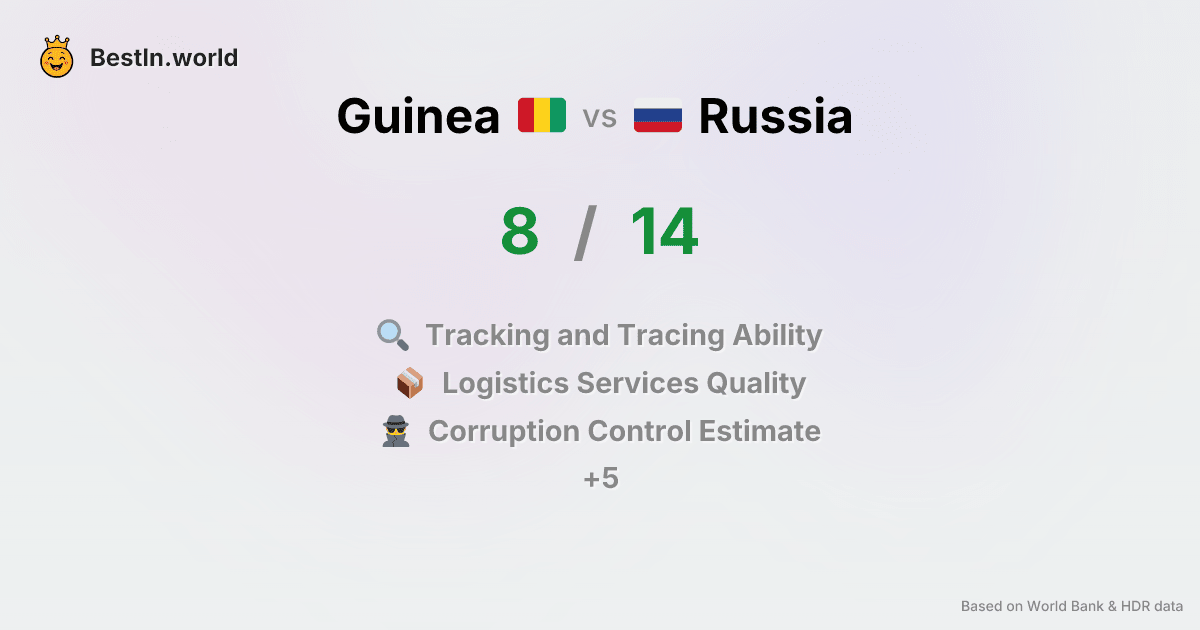 BestIn.world
Guinea vs Russia
8 / 14
Tracking and Tracing Ability
Logistics Services Quality
Corruption Control Estimate
+5
Based on World Bank & HDR data